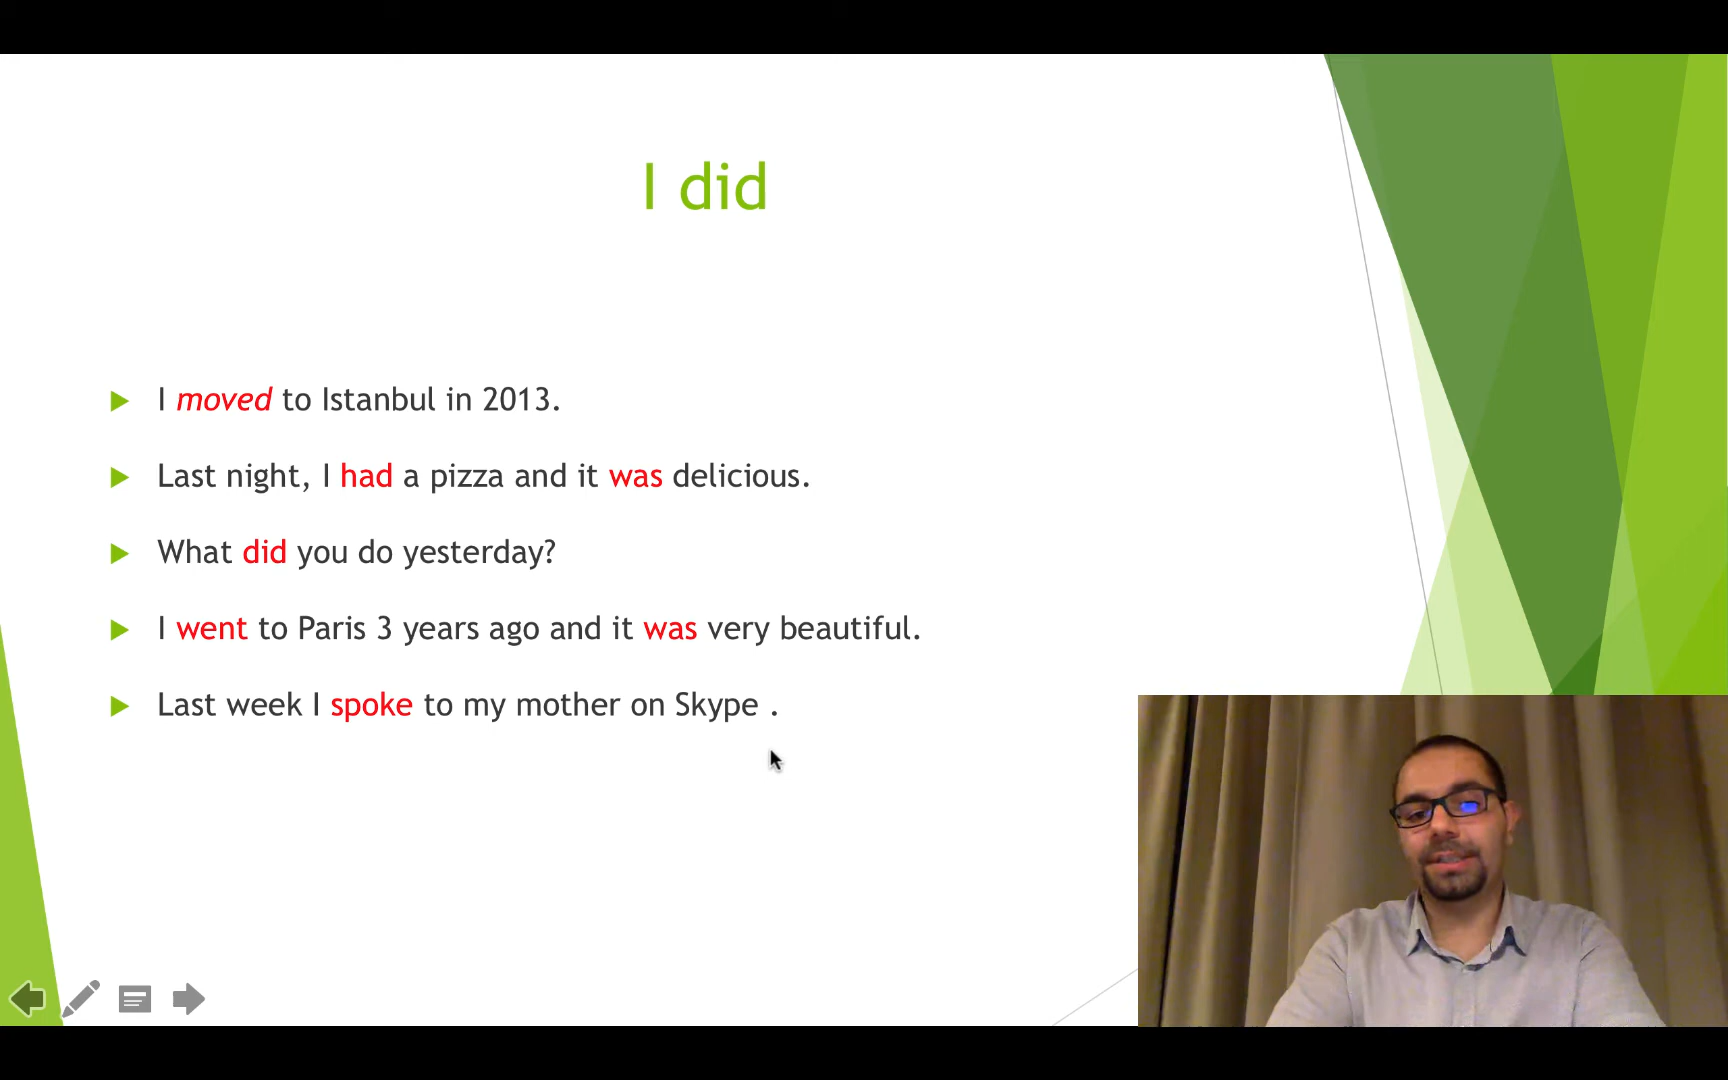 I did
I moved to Istanbul in 2013.
Last night, I had a pizza and it was delicious.
What did you do yesterday?
I went to Paris 3 years ago and it was very beautiful.
Last week I spoke to my mother on Skype .